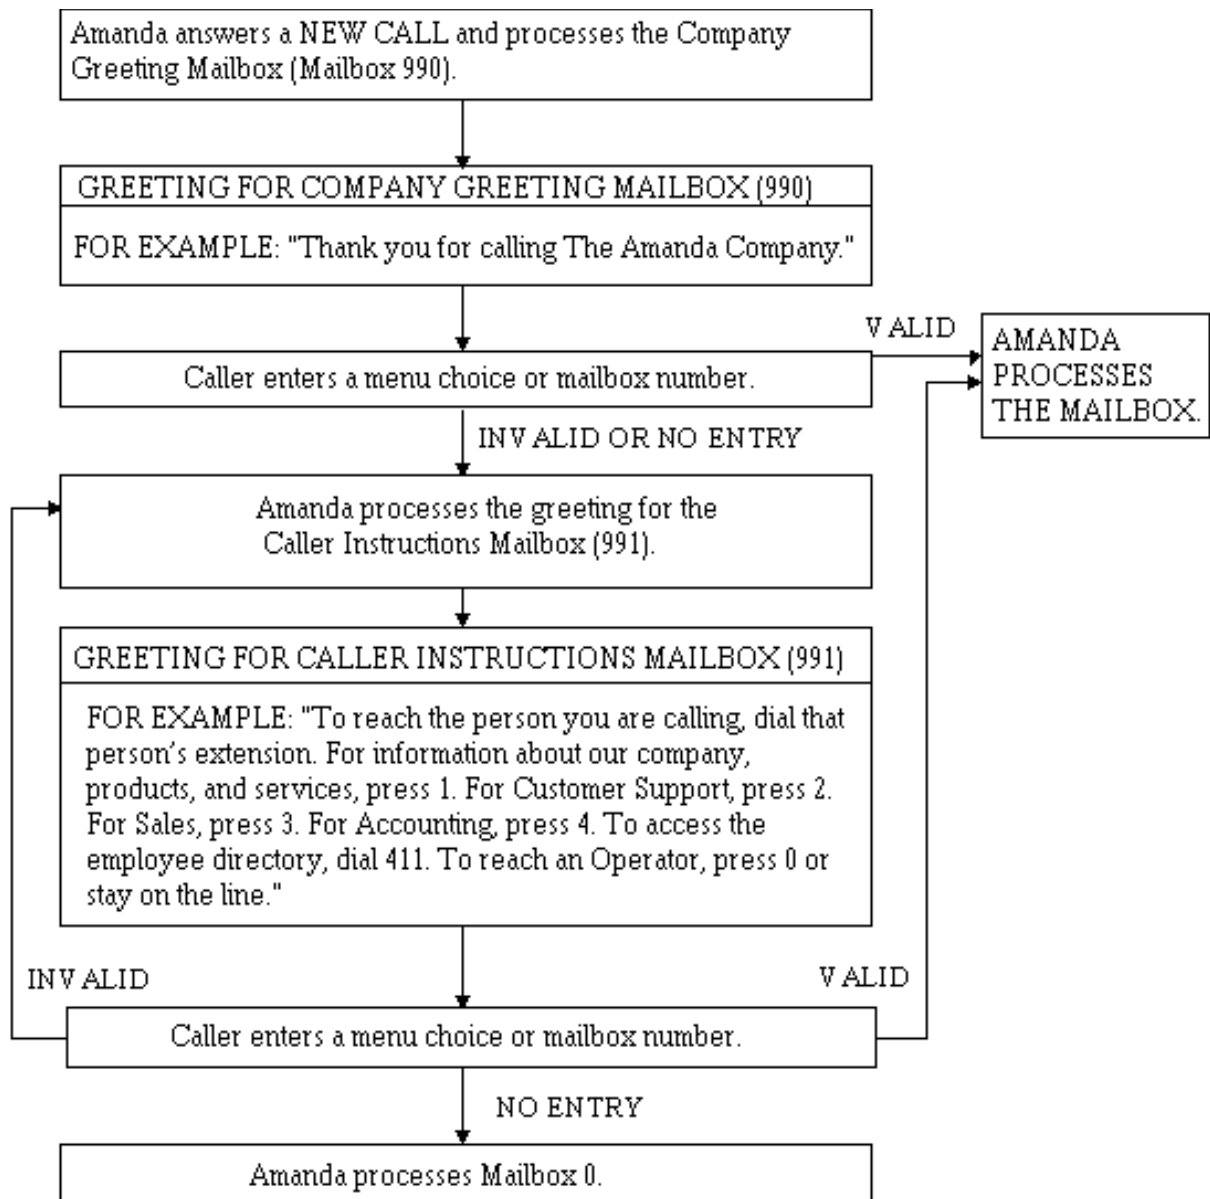 Amanda answers a NEW CALL and processes the Company
Greeting Mailbox (Mailbox 990).
GREETING FOR COMPANY GREETING MAILBOX (990)
FOR EXAMPLE: "Thank you for calling The Amanda Company."
VALID
AMANDA
PROCESSES
THE MAILBOX.
Caller enters a menu choice or mailbox number.
INVALID OR NO ENTRY
Amanda processes the greeting for the
Caller Instructions Mailbox (991).
GREETING FOR CALLER INSTRUCTIONS MAILBOX (991)
FOR EXAMPLE: "To reach the person you are calling, dial that
person's extension. For information about our company,
products, and services, press 1. For Customer Support, press 2.
For Sales, press 3. For Accounting, press 4. To access the
employee directory, dial 411. To reach an Operator, press 0 or
stay on the line."
INVALID
VALID
Caller enters a menu choice or mailbox number.
NO ENTRY
Amanda processes Mailbox 0.